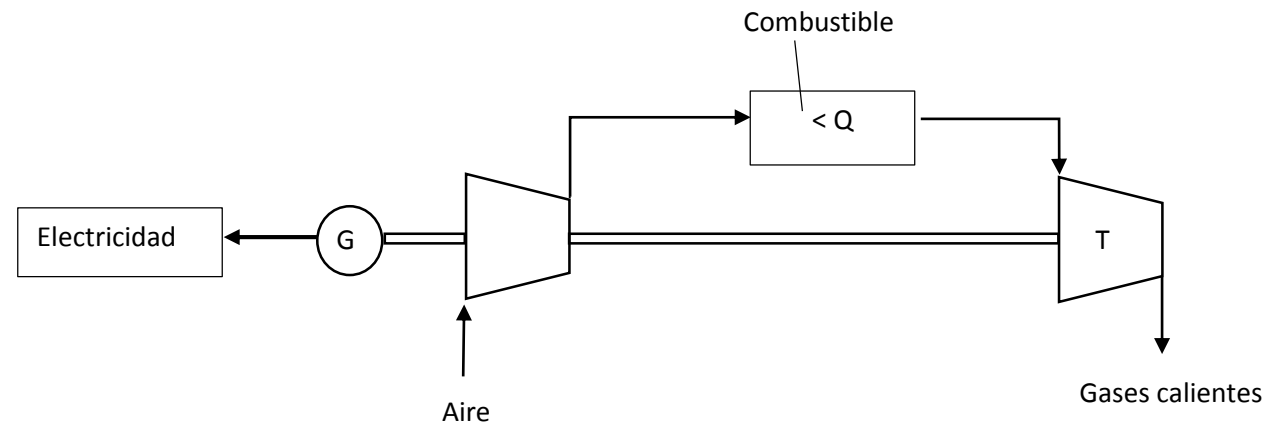 Combustible
< Q
Electricidad
G
T
Aire
Gases calientes